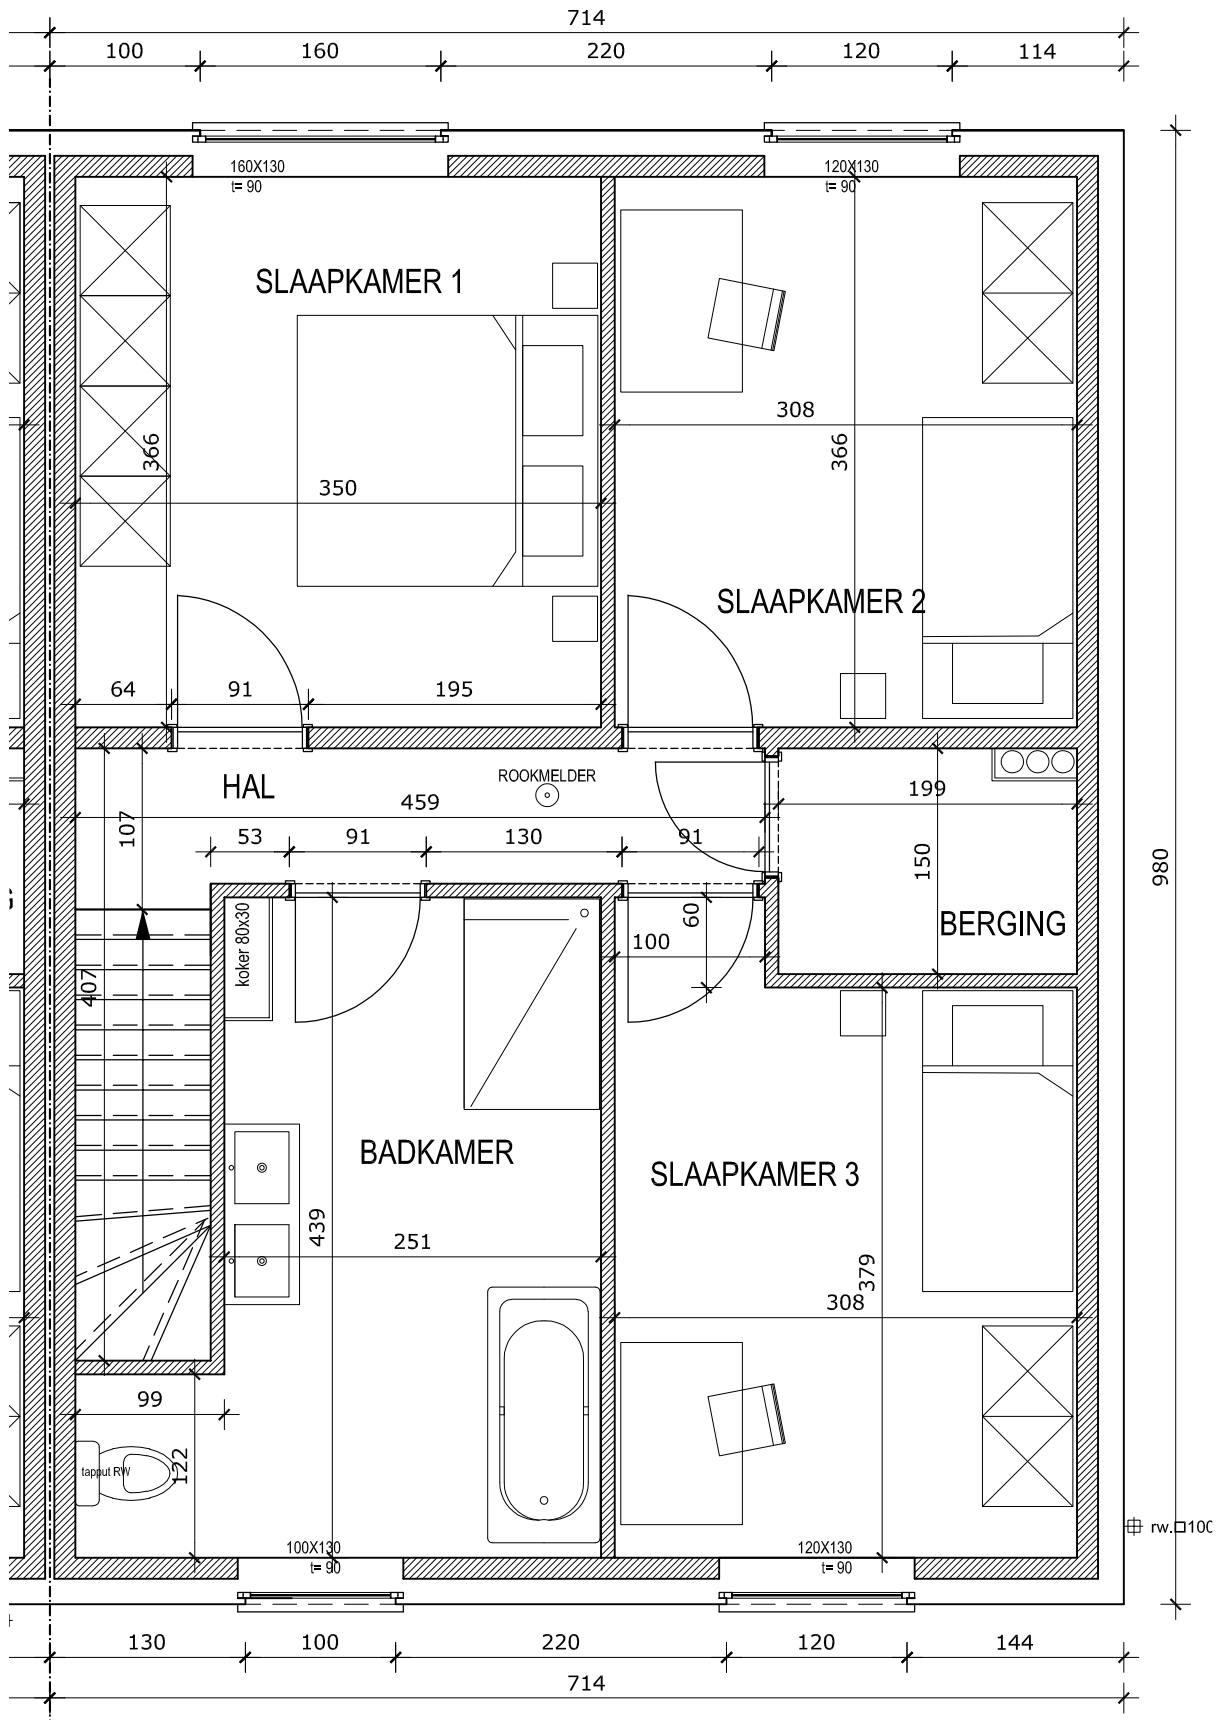 714
100 160 220 120 114
160X130
t= 90
120X130
t= 90
SLAAPKAMER 1
308
366
366
350
SLAAPKAMER 2
64 91 195
HAL
ROOKMELDER
459
199
107
53 91 130 91
150
980
koker 80x30
60
100
BERGING
407
BADKAMER
SLAAPKAMER 3
439
251
379
308
99
122
tapput RW
100X130
t= 90
120X130
t= 90
rw.□100
130 100 220 120 144
714